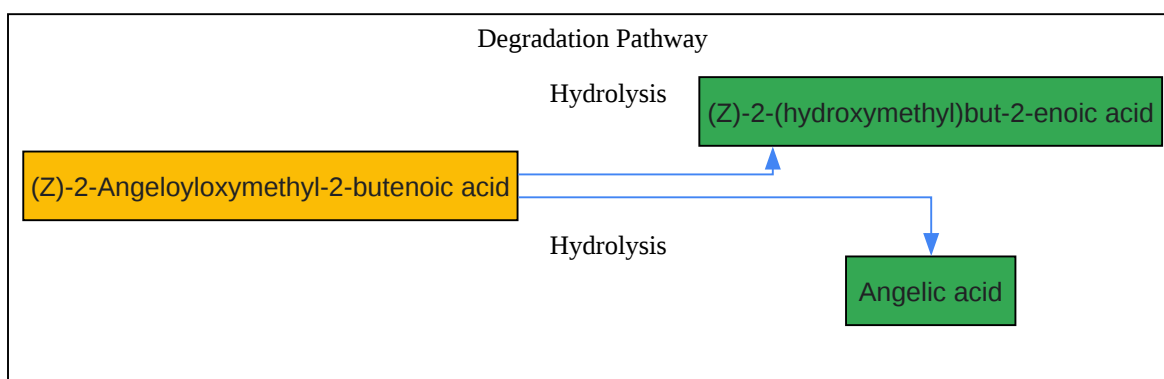 Degradation Pathway
Hydrolysis
(Z)-2-(hydroxymethyl)but-2-enoic acid
(Z)-2-Angeloyloxymethyl-2-butenoic acid
Hydrolysis
Angelic acid